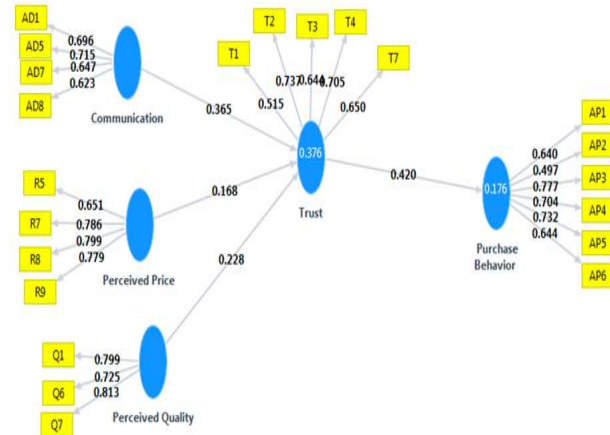 AD1
AD5
AD7
AD8
0.696
0.715
0.647
0.623
Communication
T1
T2
T3
T4
T7
0.515
0.737
0.644
0.705
0.650
0.376
Trust
0.365
0.168
0.228
0.420
R5
R7
R8
R9
0.651
0.786
0.799
0.779
Perceived Price
Q1
Q6
Q7
0.799
0.725
0.813
Perceived Quality
0.176
Purchase
Behavior
0.640
0.497
0.777
0.704
0.732
0.644
AP1
AP2
AP3
AP4
AP5
AP6